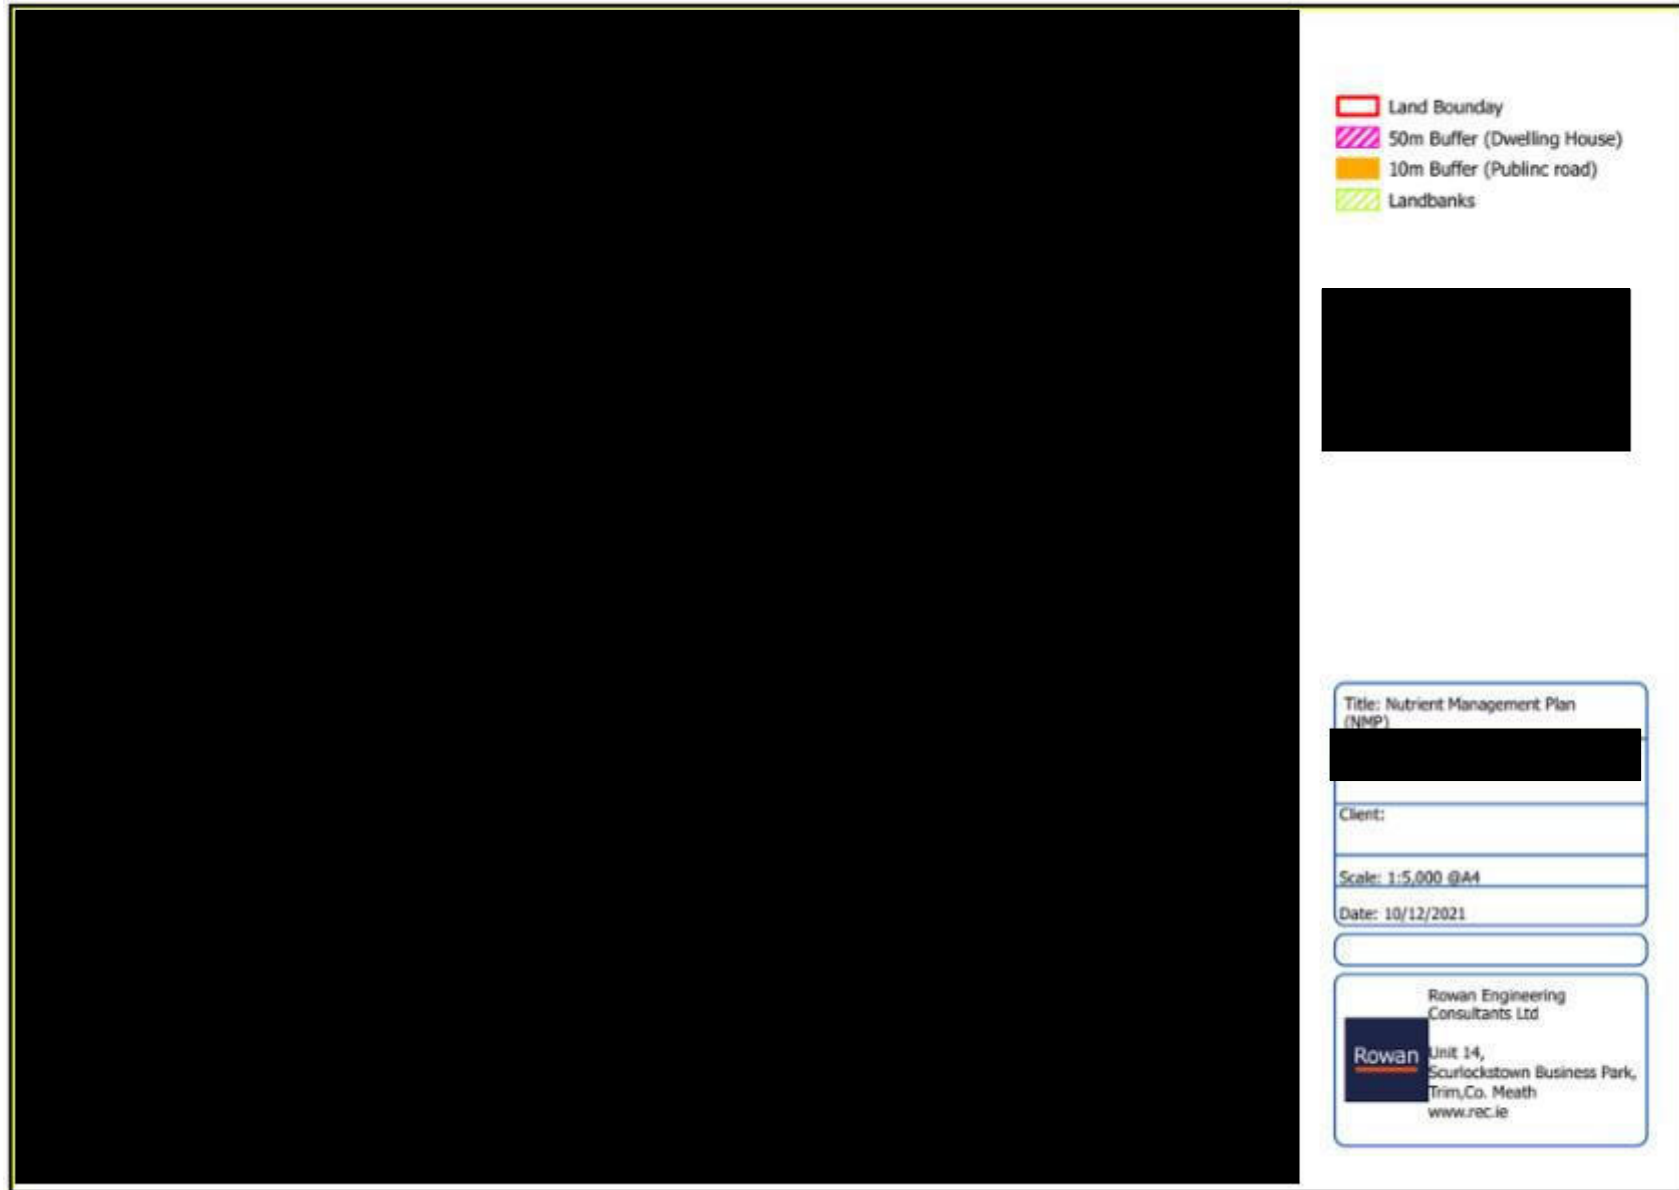 Land Bounday
50m Buffer (Dwelling House)
10m Buffer (Publinc road)
Landbanks
Title: Nutrient Management Plan
(NMP)
Client:
Scale: 1:5,000 @A4
Date: 10/12/2021
Rowan Engineering
Consultants Ltd
Rowan
Unit 14,
Scurlockstown Business Park,
Trim,Co. Meath
www.rec.ie